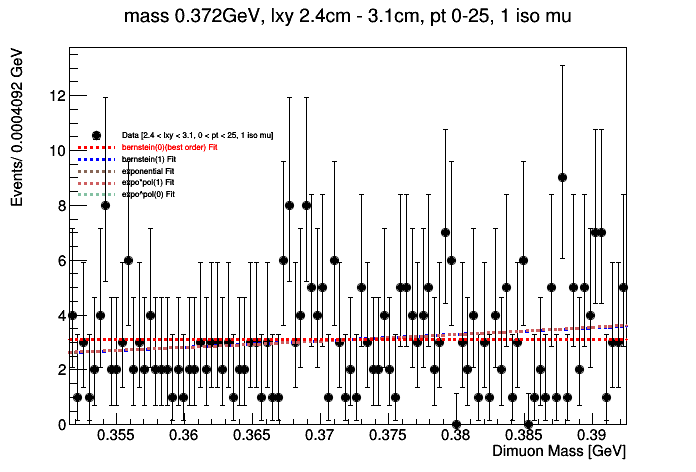 mass 0.372GeV, lxy 2.4cm - 3.1cm, pt 0-25, 1 iso mu
Events/ 0.0004092 GeV
12
10
8
6
4
2
0
Data [2.4 < lxy < 3.1, 0 < pt < 25, 1 iso mu]
bernstein(0)(best order) Fit
bernstein(1) Fit
exponential Fit
expo*pol(1) Fit
expo*pol(0) Fit
0.355 0.36 0.365 0.37 0.375 0.38 0.385 0.39
Dimuon Mass [GeV]